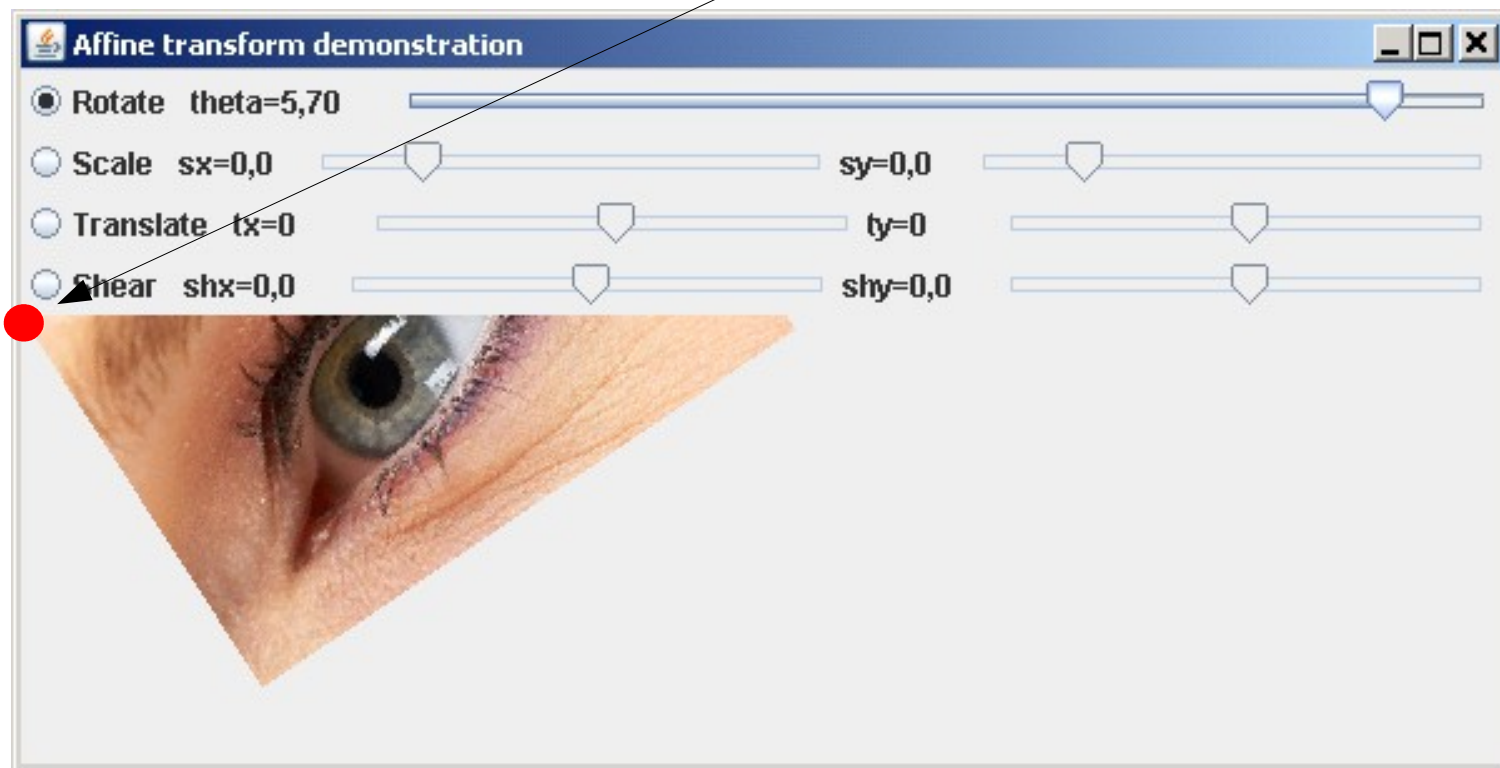 Affine transform demonstration
Rotate theta=5,70
Scale sx=0,0 sy=0,0
Translate tx=0 ty=0
Shear shx=0,0 shy=0,0